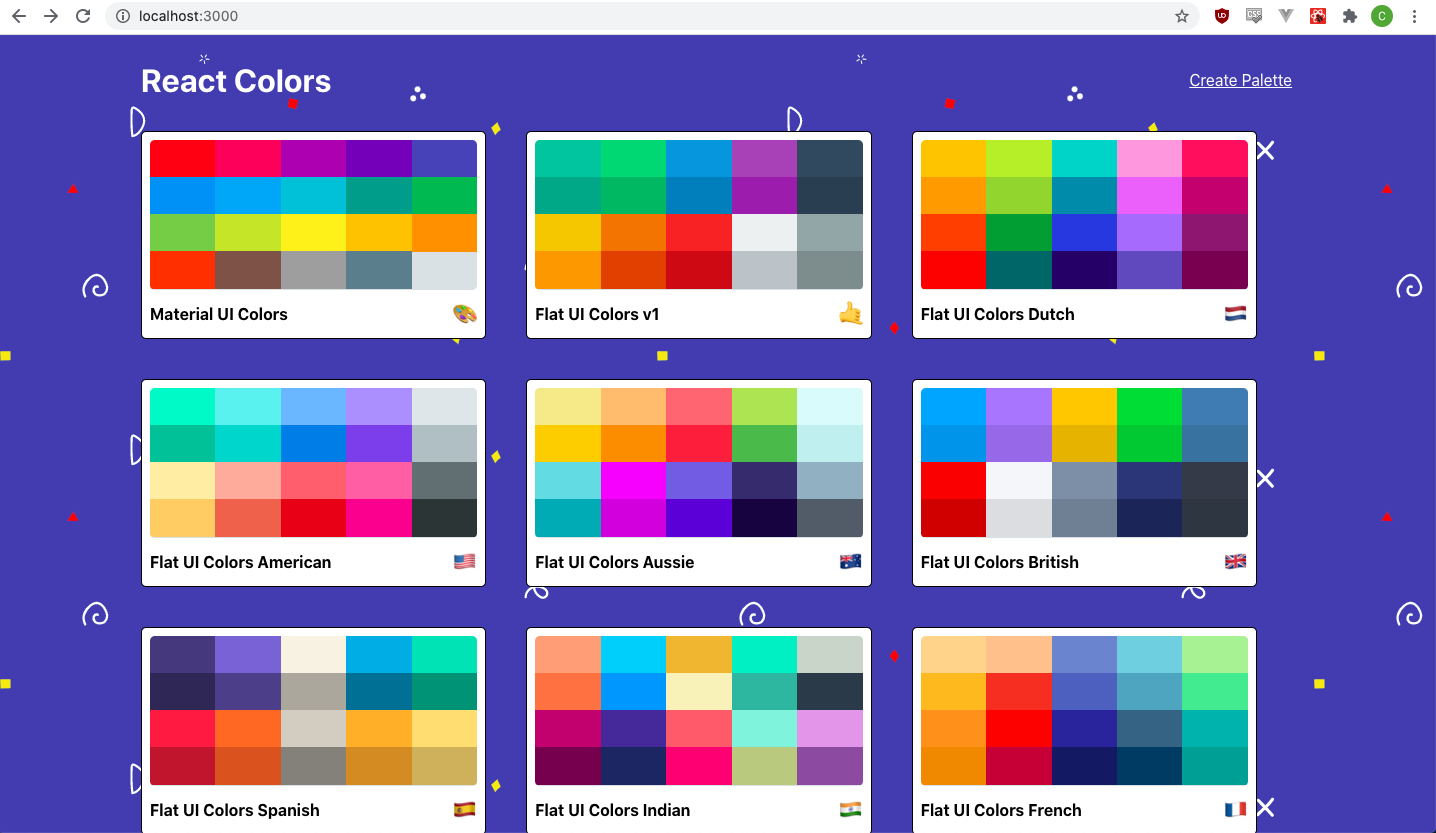 localhost:3000
C
React Colors
Create Palette
Material UI Colors
Flat UI Colors v1
Flat UI Colors Dutch
Flat UI Colors American
Flat UI Colors Aussie
Flat UI Colors British
Flat UI Colors Spanish
Flat UI Colors Indian
Flat UI Colors French